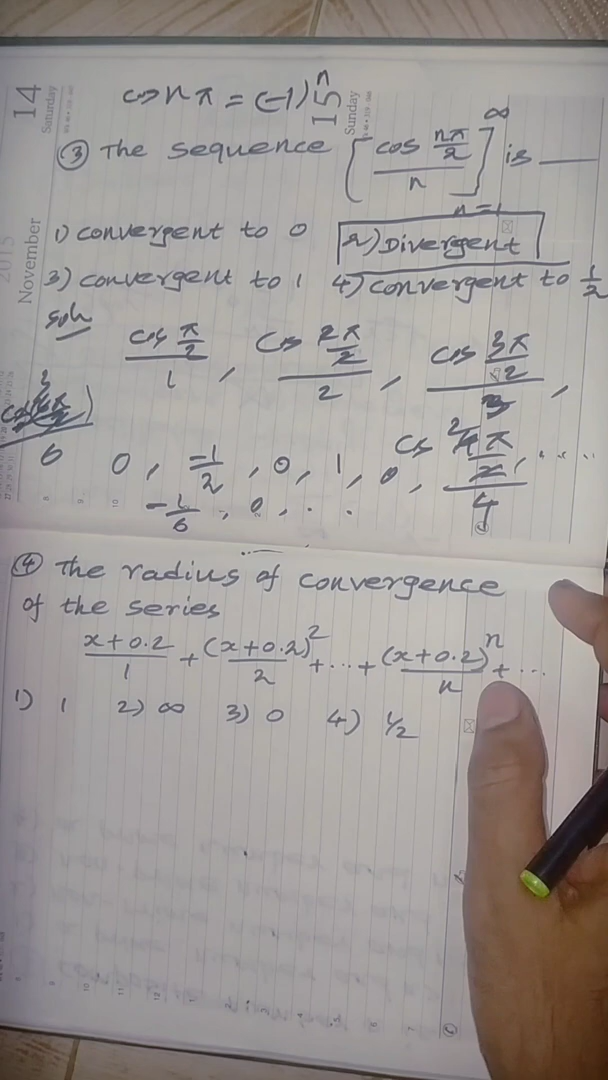 14
Saturday
November
2015
15
Sunday
cos nπ = (-1)^n
③ The sequence [cos nπ/2 / n]^∞ n=1 is ___
1) convergent to 0 2) Divergent
3) convergent to 1 4) convergent to 1/2
soln
cos π/2 / 1 , cos 2π/2 / 2 , cos 3π/2 / 3 ,
cos 4π/2 / 4 , ....
6 0 , -1/2 , 0 , 1 , 0 ,
-1/6 , 0 , . . .
④ The radius of convergence
of the series
x+0.2/1 + (x+0.2)^2/2 + ... + (x+0.2)^n/n + ...
1) 1 2) ∞ 3) 0 4) 1/2